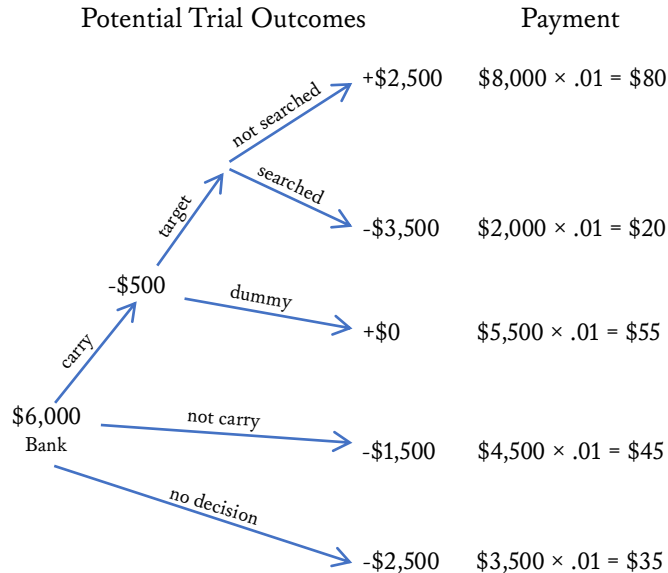 Potential Trial Outcomes Payment
not searched
+$2,500 $8,000 × .01 = $80
searched
target
-$3,500 $2,000 × .01 = $20
-$500
dummy
+$0 $5,500 × .01 = $55
carry
$6,000
Bank
not carry
-$1,500 $4,500 × .01 = $45
no decision
-$2,500 $3,500 × .01 = $35